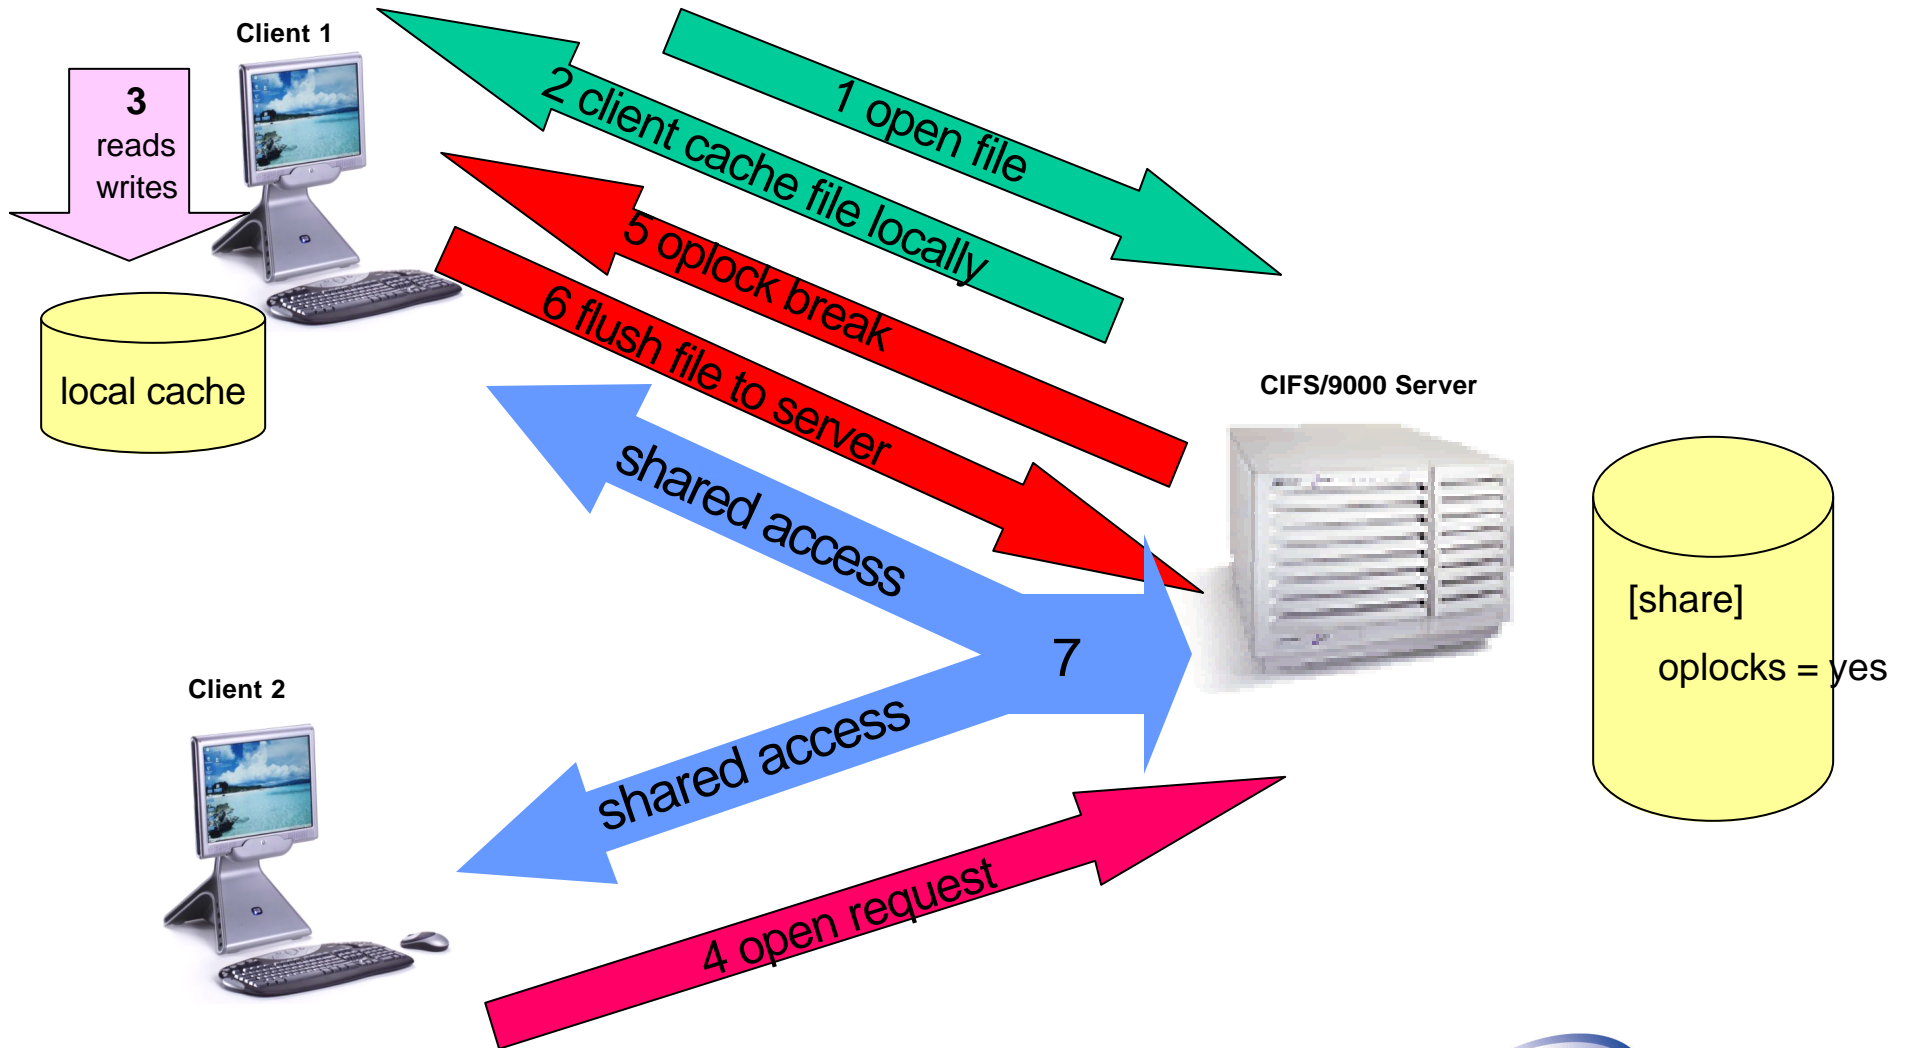 Client 1
3
reads
writes
1 open file
2 client cache file locally
5 oplock break
6 flush file to server
local cache
CIFS/9000 Server
shared access
7
[share]
oplocks = yes
Client 2
shared access
4 open request